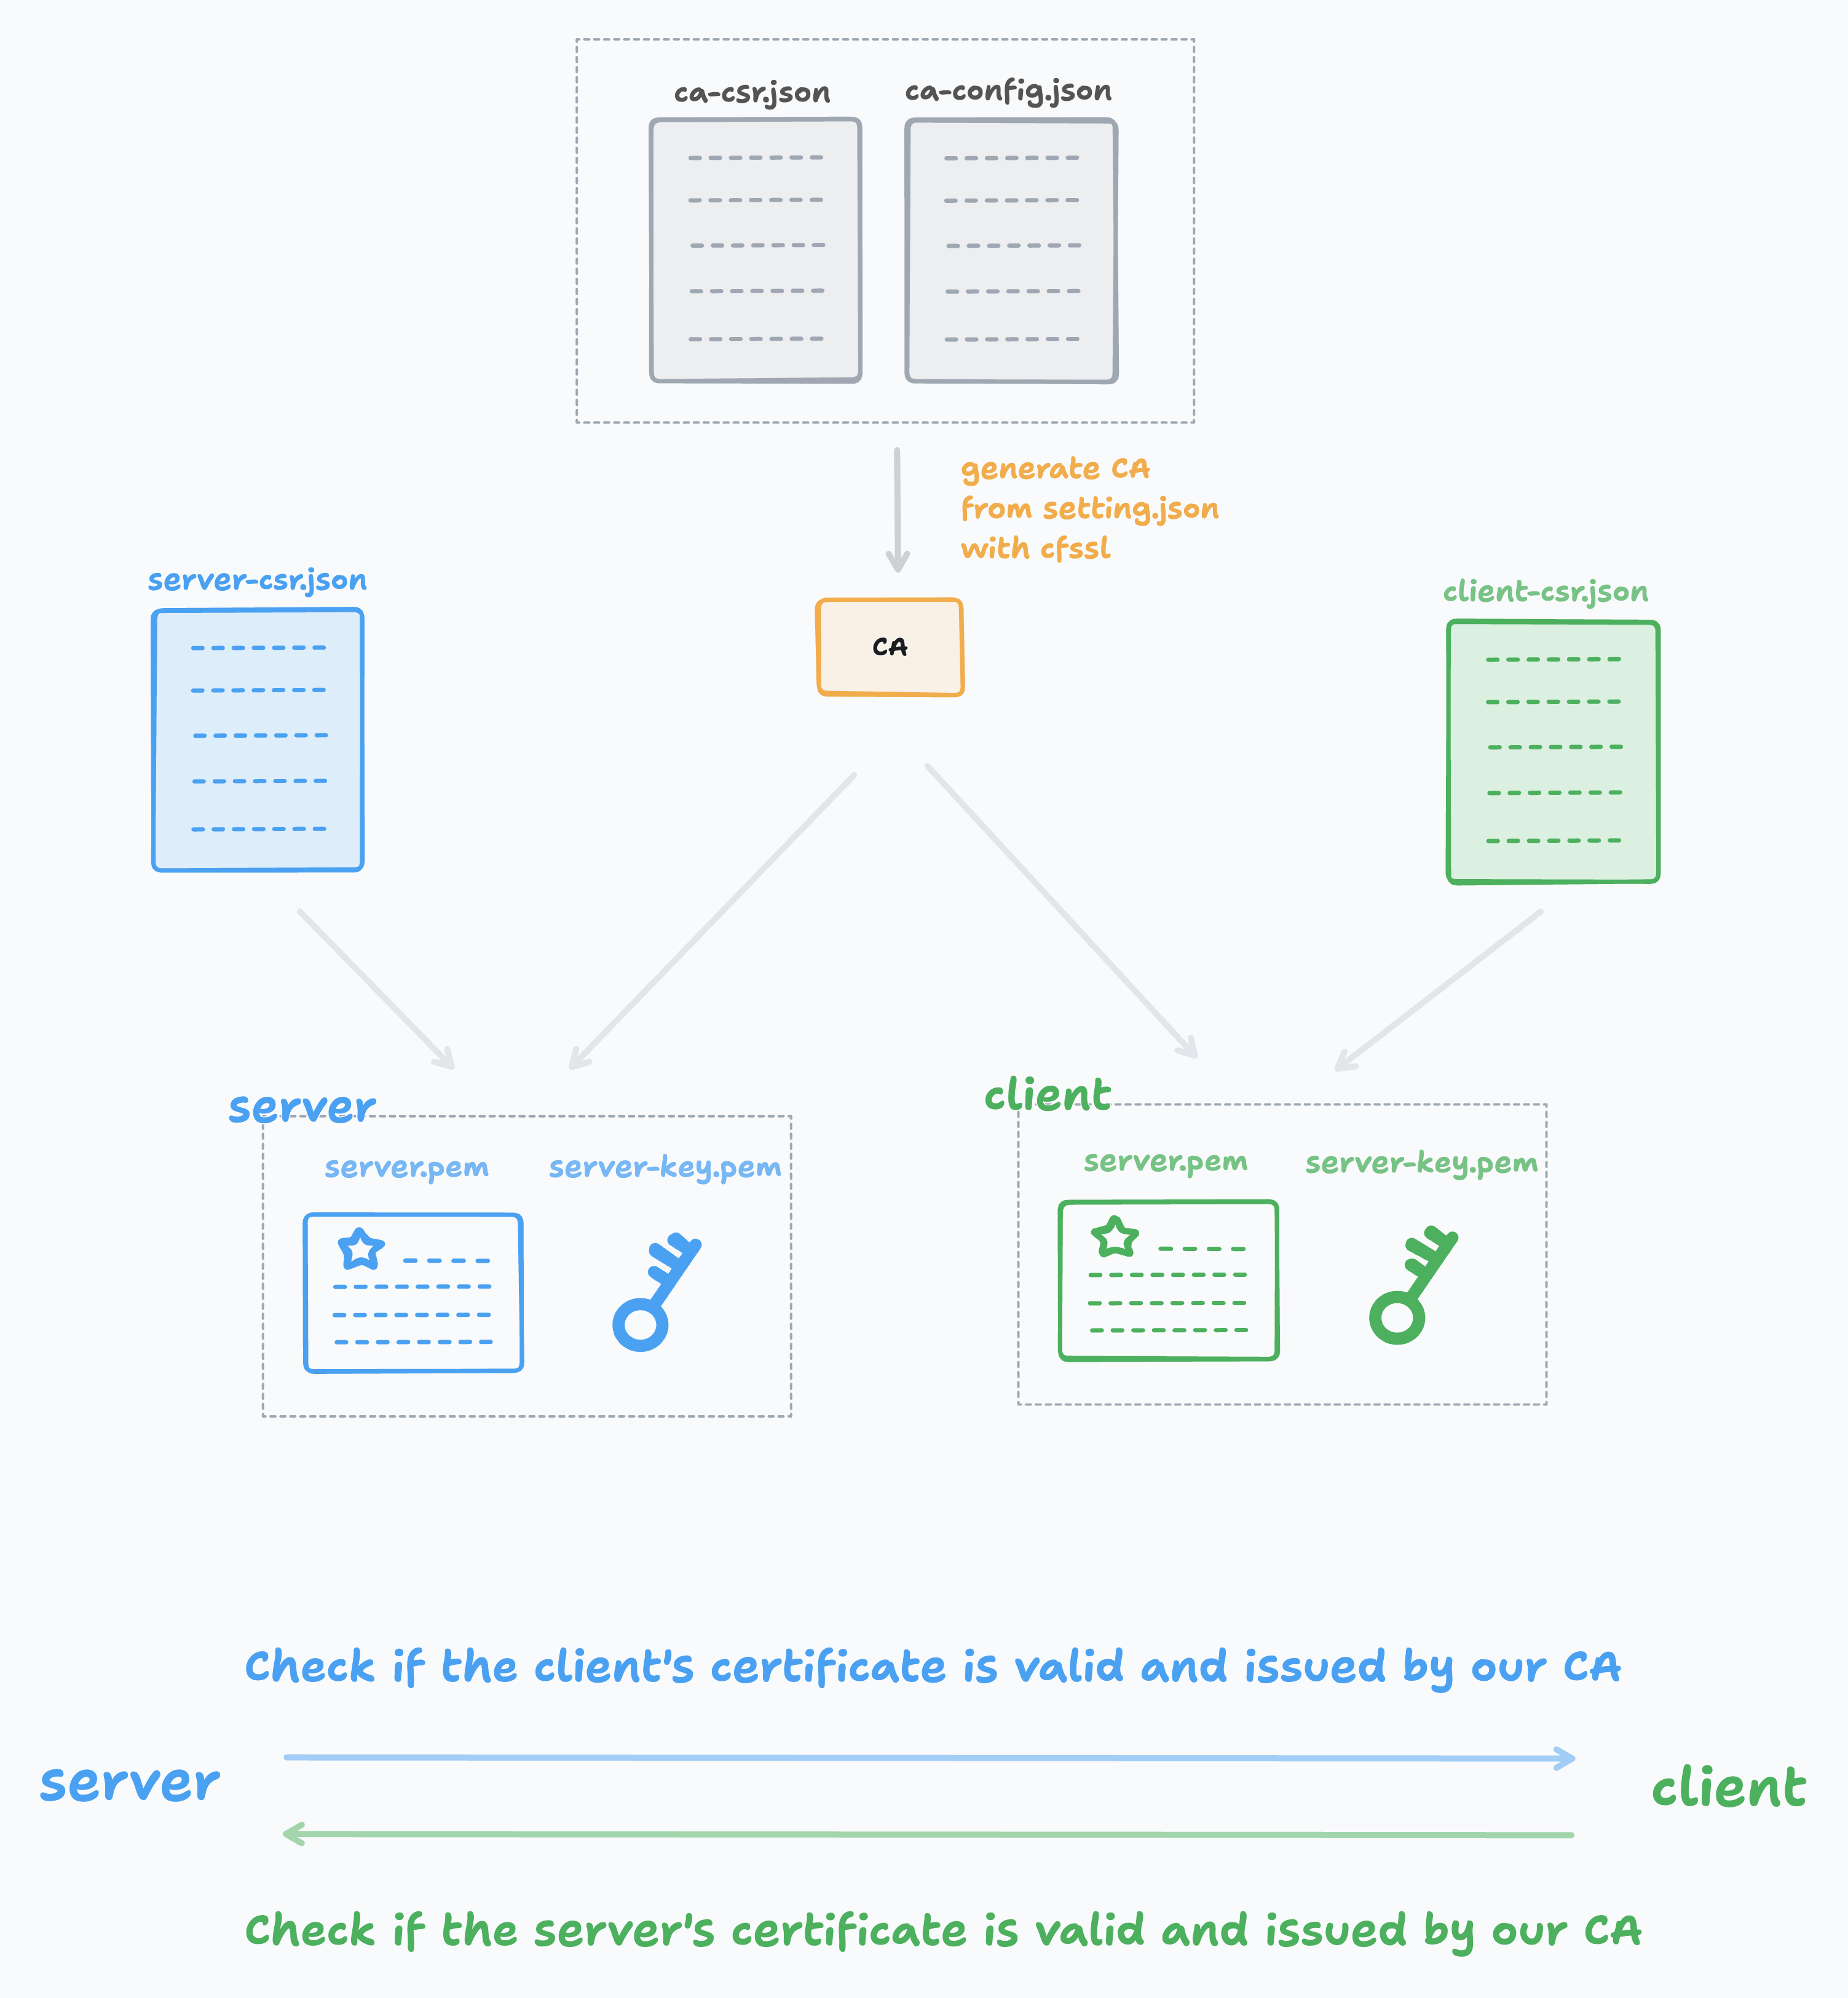 ca-csr.json
ca-config.json
generate CA
from setting.json
with cfssl
server-csr.json
CA
client-csr.json
server
server.pem
server-key.pem
client
server.pem
server-key.pem
Check if the client's certificate is valid and issued by our CA
server
client
Check if the server's certificate is valid and issued by our CA